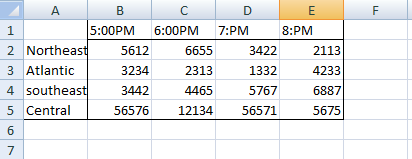 A B C D E F
1 5:00PM 6:00PM 7:PM 8:PM
2 Northeast 5612 6655 3422 2113
3 Atlantic 3234 2313 1332 4233
4 southeast 3442 4465 5767 6887
5 Central 56576 12134 56571 5675
6
7